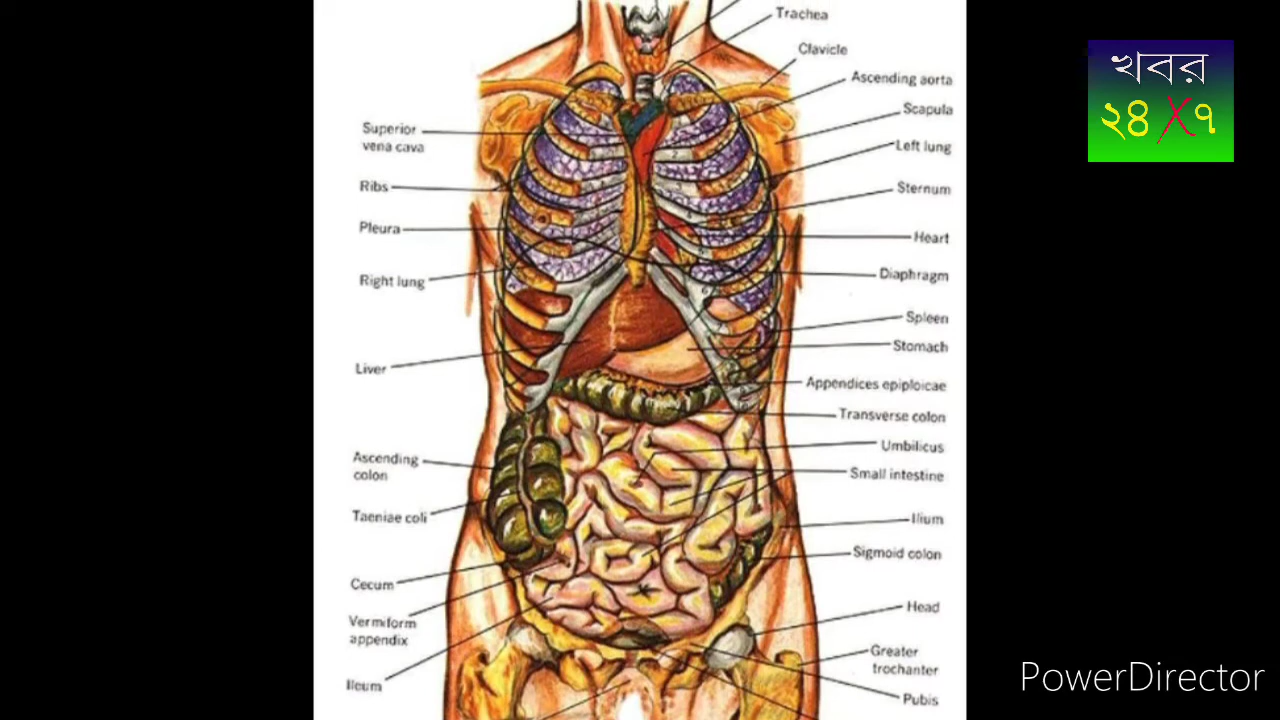 Trachea
Clavicle
Ascending aorta
Scapula
Left lung
Sternum
Heart
Diaphragm
Spleen
Stomach
Appendices epiploicae
Transverse colon
Umbilicus
Small intestine
Ilium
Sigmoid colon
Head
Greater
trochanter
Pubis
Superior
vena cava
Ribs
Pleura
Right lung
Liver
Ascending
colon
Taeniae coli
Cecum
Vermiform
appendix
Ileum
খবর
২৪X৭
PowerDirector